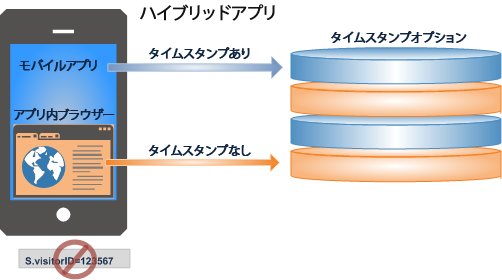 ハイブリッドアプリ
モバイルアプリ
タイムスタンプあり
タイムスタンプオプション
アプリ内ブラウザー
タイムスタンプなし
S.visitorID=123567